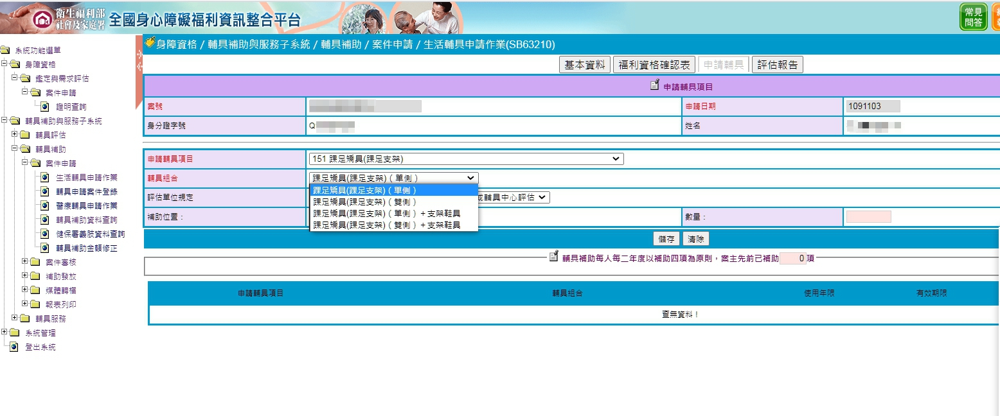 衛生福利部
社會及家庭署
全國身心障礙福利資訊整合平台
常見
問答
系統功能選單
身障資格
鑑定與需求評估
案件申請
證明查詢
輔具補助與服務子系統
輔具評估
輔具補助
案件申請
生活輔具申請作業
輔具申請案件登錄
醫療輔具申請作業
輔具補助資料查詢
健保署義肢資料查詢
輔具補助金額修正
案件審核
補助發放
媒體轉檔
報表列印
輔具服務
系統管理
登出系統
身障資格 / 輔具補助與服務子系統 / 輔具補助 / 案件申請 / 生活輔具申請作業(SB63210)
基本資料 福利資格確認表 申請輔具 評估報告
申請輔具項目
案號 申請日期 1091103
身分證字號 Q 姓名
申請輔具項目 151 踝足矯具(踝足支架)
輔具組合 踝足矯具(踝足支架)（單側）
踝足矯具(踝足支架)（單側）
踝足矯具(踝足支架)（雙側）
踝足矯具(踝足支架)（單側）＋支架鞋具
踝足矯具(踝足支架)（雙側）＋支架鞋具
評估單位規定 或輔具中心評估
補助位置： 數量：
儲存 清除
輔具補助每人每二年度以補助四項為原則，案主先前已補助 0 項
申請輔具項目 輔具組合 使用年限 有效期限
查無資料！